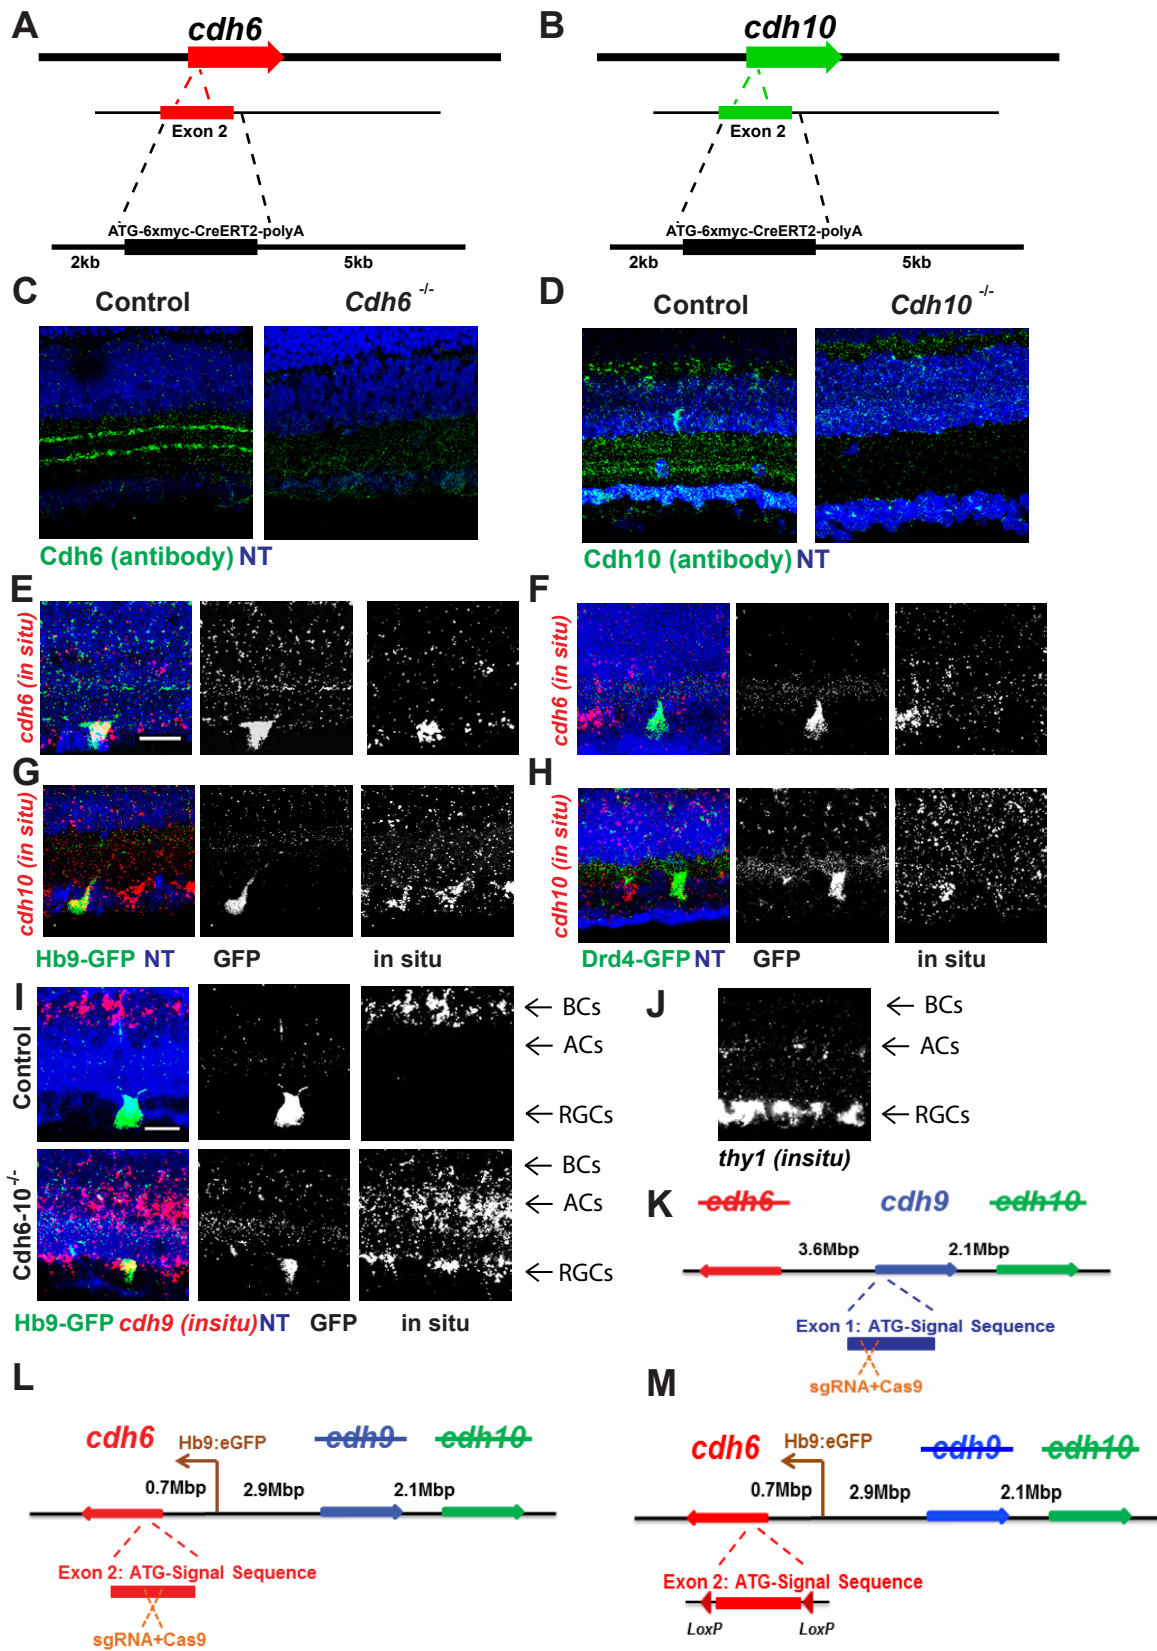 A
cdh6
Exon 2
ATG-6xmyc-CreERT2-polyA
2kb
5kb
B
cdh10
Exon 2
ATG-6xmyc-CreERT2-polyA
2kb
5kb
C
Control
Cdh6 -/-
Cdh6 (antibody) NT
D
Control
Cdh10 -/-
Cdh10 (antibody) NT
E
cdh6 (in situ)
F
cdh6 (in situ)
G
cdh10 (in situ)
Hb9-GFP NT GFP in situ
H
cdh10 (in situ)
Drd4-GFP NT GFP in situ
I
Control
BCs
ACs
RGCs
Cdh6-10-/-
BCs
ACs
RGCs
Hb9-GFP cdh9 (insitu) NT GFP in situ
J
BCs
ACs
RGCs
thy1 (insitu)
K
cdh6 cdh9 cdh10
3.6Mbp 2.1Mbp
Exon 1: ATG-Signal Sequence
sgRNA+Cas9
L
cdh6 Hb9:eGFP cdh9 cdh10
0.7Mbp 2.9Mbp 2.1Mbp
Exon 2: ATG-Signal Sequence
sgRNA+Cas9
M
cdh6 Hb9:eGFP cdh9 cdh10
0.7Mbp 2.9Mbp 2.1Mbp
Exon 2: ATG-Signal Sequence
LoxP LoxP